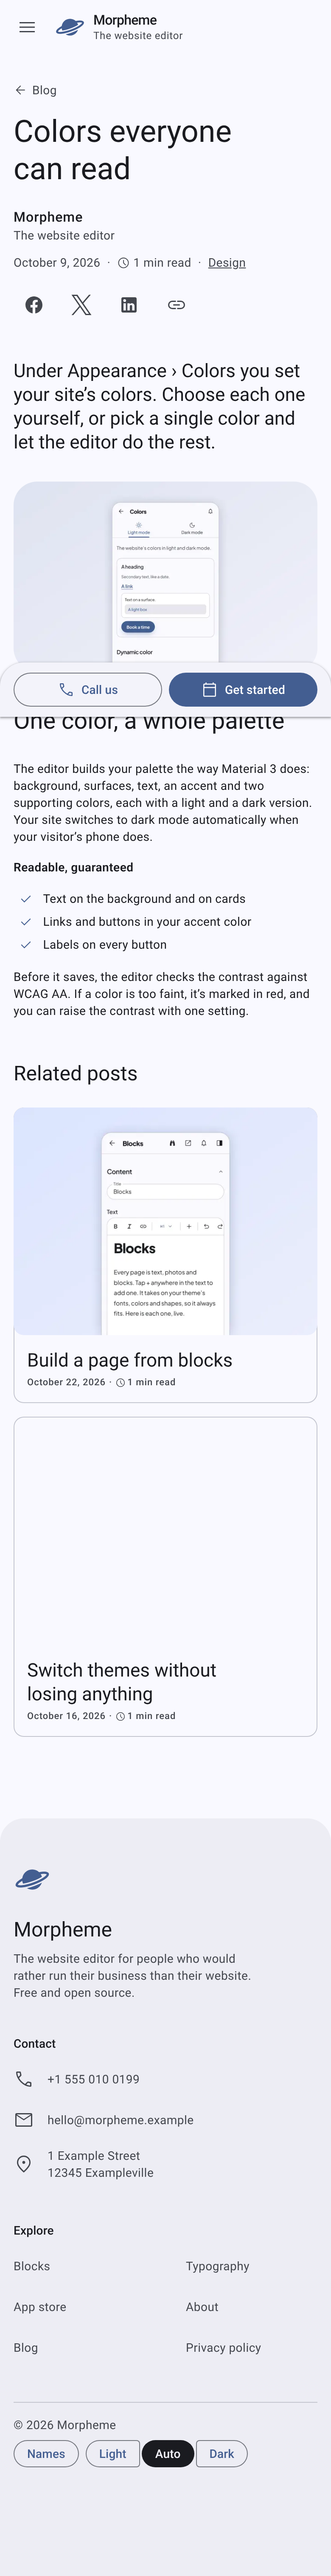 Morpheme
The website editor
Blog
Colors everyone
can read
Morpheme
The website editor
October 9, 2026 · 1 min read · Design
Under Appearance › Colors you set
your site’s colors. Choose each one
yourself, or pick a single color and
let the editor do the rest.
Colors
Light mode
Dark mode
The website's colors in light and dark mode.
A heading
Secondary text, like a date.
A link
Text on a surface.
A light box
Book a time
Dynamic color
Call us
Get started
One color, a whole palette
The editor builds your palette the way Material 3 does:
background, surfaces, text, an accent and two
supporting colors, each with a light and a dark version.
Your site switches to dark mode automatically when
your visitor’s phone does.
Readable, guaranteed
Text on the background and on cards
Links and buttons in your accent color
Labels on every button
Before it saves, the editor checks the contrast against
WCAG AA. If a color is too faint, it’s marked in red, and
you can raise the contrast with one setting.
Related posts
Blocks
Content
Title
Blocks
Text
B I
Blocks
Every page is text, photos and
blocks. Tap + anywhere in the text to
add one. It takes on your theme's
fonts, colors and shapes, so it always
fits. Here is each one, live.
Build a page from blocks
October 22, 2026 · 1 min read
Switch themes without
losing anything
October 16, 2026 · 1 min read
Morpheme
The website editor for people who would
rather run their business than their website.
Free and open source.
Contact
+1 555 010 0199
hello@morpheme.example
1 Example Street
12345 Exampleville
Explore
Blocks
Typography
App store
About
Blog
Privacy policy
© 2026 Morpheme
Names Light Auto Dark